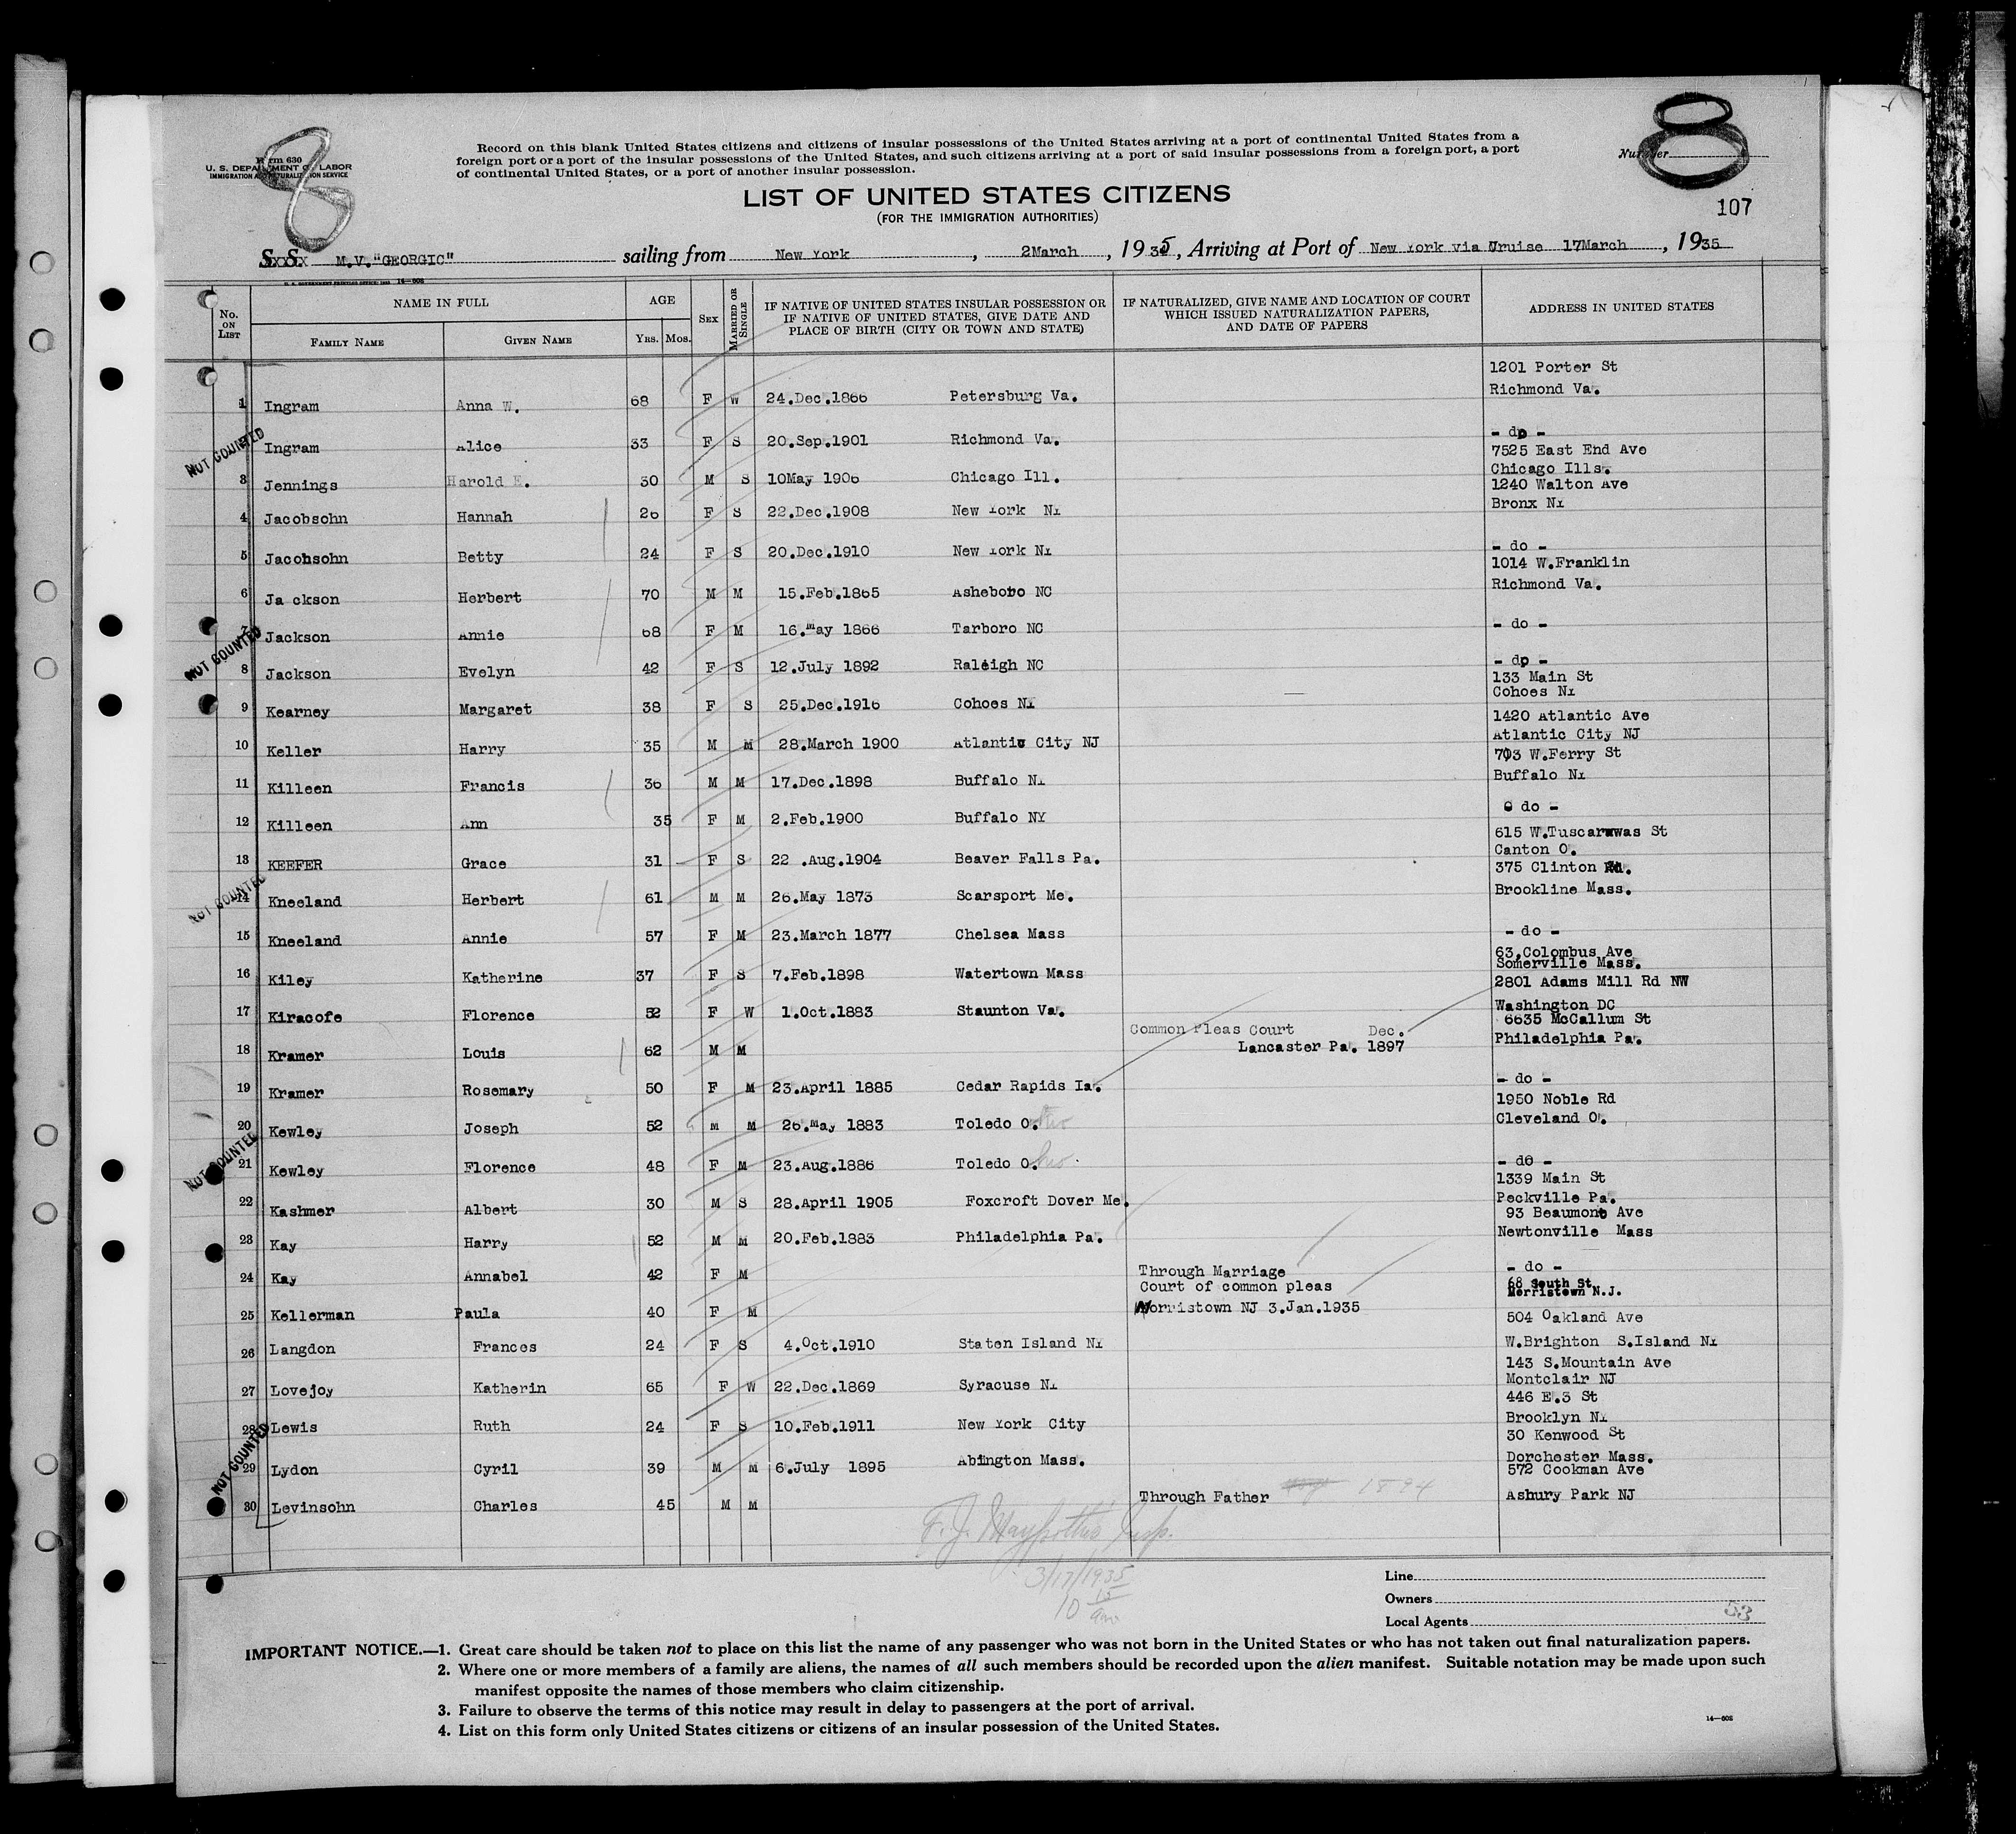 8
8
Form 630
U. S. DEPARTMENT OF LABOR
IMMIGRATION AND NATURALIZATION SERVICE
Record on this blank United States citizens and citizens of insular possessions of the United States arriving at a port of continental United States from a
foreign port or a port of the insular possessions of the United States, and such citizens arriving at a port of said insular possessions from a foreign port, a port
of continental United States, or a port of another insular possession.
Number
LIST OF UNITED STATES CITIZENS
(FOR THE IMMIGRATION AUTHORITIES)
107
S. S. M.V."GEORGIC" sailing from New York, 2March, 1935, Arriving at Port of New York via Cruise 17March, 1935
No. ON LIST NAME IN FULL FAMILY NAME GIVEN NAME AGE YRS. MOS. SEX MARRIED OR SINGLE IF NATIVE OF UNITED STATES INSULAR POSSESSION OR IF NATIVE OF UNITED STATES, GIVE DATE AND PLACE OF BIRTH (CITY OR TOWN AND STATE) IF NATURALIZED, GIVE NAME AND LOCATION OF COURT WHICH ISSUED NATURALIZATION PAPERS, AND DATE OF PAPERS ADDRESS IN UNITED STATES
1201 Porter St
1 Ingram Anna W. 68 F W 24.Dec.1866 Petersburg Va. Richmond Va.
NOT COUNTED
Ingram Alice 33 F S 20.Sep.1901 Richmond Va. - do -
7525 East End Ave
3 Jennings Harold E. 30 M S 10May 1906 Chicago Ill. Chicago Ills.
1240 Walton Ave
4 Jacobsohn Hannah 26 F S 22.Dec.1908 New York NY Bronx NY
5 Jacobsohn Betty 24 F S 20.Dec.1910 New York NY - do -
1014 W.Franklin
6 Ja ckson Herbert 70 M M 15.Feb.1865 Asheboro NC Richmond Va.
7 Jackson Annie 68 F M 16.May 1866 Tarboro NC - do -
NOT COUNTED
8 Jackson Evelyn 42 F S 12.July 1892 Raleigh NC - do -
133 Main St
9 Kearney Margaret 38 F S 25.Dec.1916 Cohoes NY Cohoes NY
1420 Atlantic Ave
10 Keller Harry 35 M M 28.March 1900 Atlantic City NJ Atlantic City NJ
793 W.Ferry St
11 Killeen Francis 36 M M 17.Dec.1898 Buffalo NY Buffalo NY
12 Killeen Ann 35 F M 2.Feb.1900 Buffalo NY do -
615 W.Tuscarawas St
13 KEEFER Grace 31 F S 22 .Aug.1904 Beaver Falls Pa. Canton O.
375 Clinton Rd.
NOT COUNTED
14 Kneeland Herbert 61 M M 26.May 1873 Scarsport Me. Brookline Mass.
15 Kneeland Annie 57 F M 23.March 1877 Chelsea Mass - do -
63,Colombus Ave
16 Kiley Katherine 37 F S 7.Feb.1898 Watertown Mass Somerville Mass.
2801 Adams Mill Rd NW
17 Kiracofe Florence 52 F W 1.Oct.1883 Staunton Va. Washington DC
Common Pleas Court Dec. 6635 McCallum St
18 Kramer Louis 62 M M Lancaster Pa. 1897 Philadelphia Pa.
19 Kramer Rosemary 50 F M 23.April 1885 Cedar Rapids Ia. - do -
1950 Noble Rd
20 Kewley Joseph 52 M M 26.May 1883 Toledo O. Cleveland O.
NOT COUNTED
21 Kewley Florence 48 F M 23.Aug.1886 Toledo O. - do -
1339 Main St
22 Kashmer Albert 30 M S 28.April 1905 Foxcroft Dover Me. Peckville Pa.
93 Beaumont Ave
23 Kay Harry 52 M M 20.Feb.1883 Philadelphia Pa. Newtonville Mass
24 Kay Annabel 42 F M Through Marriage - do -
Court of common pleas 68 South St.
25 Kellerman Paula 40 F M Morristown NJ 3.Jan.1935 Morristown N.J.
504 Oakland Ave
26 Langdon Frances 24 F S 4.Oct.1910 Staten Island NY W.Brighton S.Island NY
143 S.Mountain Ave
27 Lovejoy Katherin 65 F W 22.Dec.1869 Syracuse NY Montclair NJ
446 E.3 St
28 Lewis Ruth 24 F S 10.Feb.1911 New York City Brooklyn NY
30 Kenwood St
NOT COUNTED
29 Lydon Cyril 39 M M 6.July 1895 Abington Mass. Dorchester Mass.
572 Cookman Ave
30 Levinsohn Charles 45 M M Through Father 1894 Asbury Park NJ
3/17/1935
10 15 am
Line
Owners
Local Agents
53
IMPORTANT NOTICE.—1. Great care should be taken not to place on this list the name of any passenger who was not born in the United States or who has not taken out final naturalization papers.
2. Where one or more members of a family are aliens, the names of all such members should be recorded upon the alien manifest. Suitable notation may be made upon such
manifest opposite the names of those members who claim citizenship.
3. Failure to observe the terms of this notice may result in delay to passengers at the port of arrival.
4. List on this form only United States citizens or citizens of an insular possession of the United States.